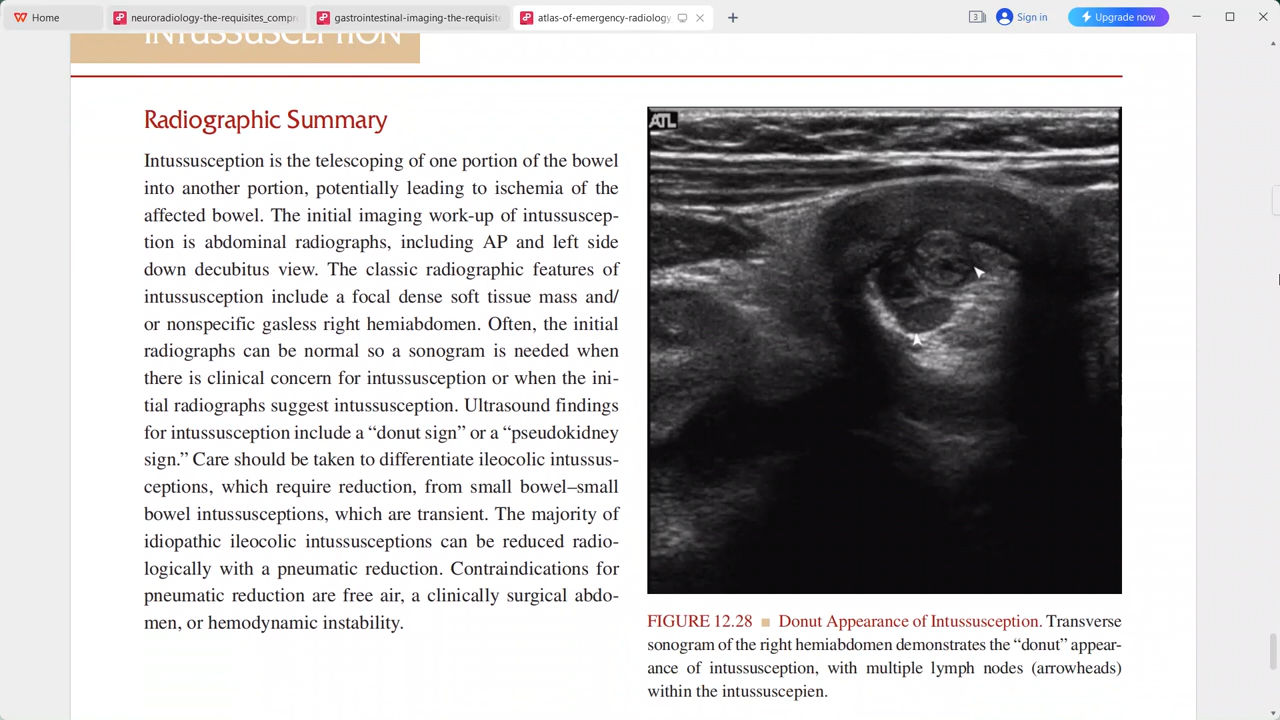 Home
neuroradiology-the-requisites_compr
gastrointestinal-imaging-the-requisite
atlas-of-emergency-radiology
3
Sign in
Upgrade now
INTUSSUSCEPTION
Radiographic Summary
Intussusception is the telescoping of one portion of the bowel
into another portion, potentially leading to ischemia of the
affected bowel. The initial imaging work-up of intussuscep-
tion is abdominal radiographs, including AP and left side
down decubitus view. The classic radiographic features of
intussusception include a focal dense soft tissue mass and/
or nonspecific gasless right hemiabdomen. Often, the initial
radiographs can be normal so a sonogram is needed when
there is clinical concern for intussusception or when the ini-
tial radiographs suggest intussusception. Ultrasound findings
for intussusception include a “donut sign” or a “pseudokidney
sign.” Care should be taken to differentiate ileocolic intussus-
ceptions, which require reduction, from small bowel–small
bowel intussusceptions, which are transient. The majority of
idiopathic ileocolic intussusceptions can be reduced radio-
logically with a pneumatic reduction. Contraindications for
pneumatic reduction are free air, a clinically surgical abdo-
men, or hemodynamic instability.
ATL
FIGURE 12.28 ■ Donut Appearance of Intussusception. Transverse
sonogram of the right hemiabdomen demonstrates the “donut” appear-
ance of intussusception, with multiple lymph nodes (arrowheads)
within the intussuscepien.